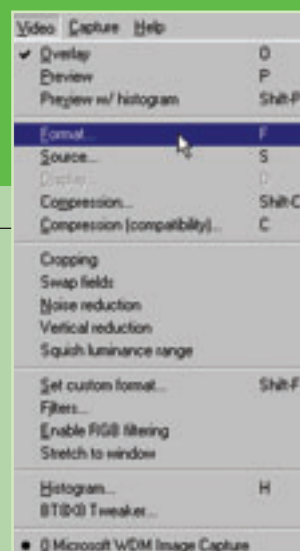 Video Capture Help
Overlay O
Preview P
Preview w/ histogram Shift-P
Format... F
Source... S
Display... D
Compression... Shift-C
Compression (compatibility)... C
Cropping
Swap fields
Noise reduction
Vertical reduction
Squish luminance range
Set custom format... Shift-F
Filters...
Enable RGB filtering
Stretch to window
Histogram... H
BT8X8 Tweaker...
0 Microsoft WDM Image Capture